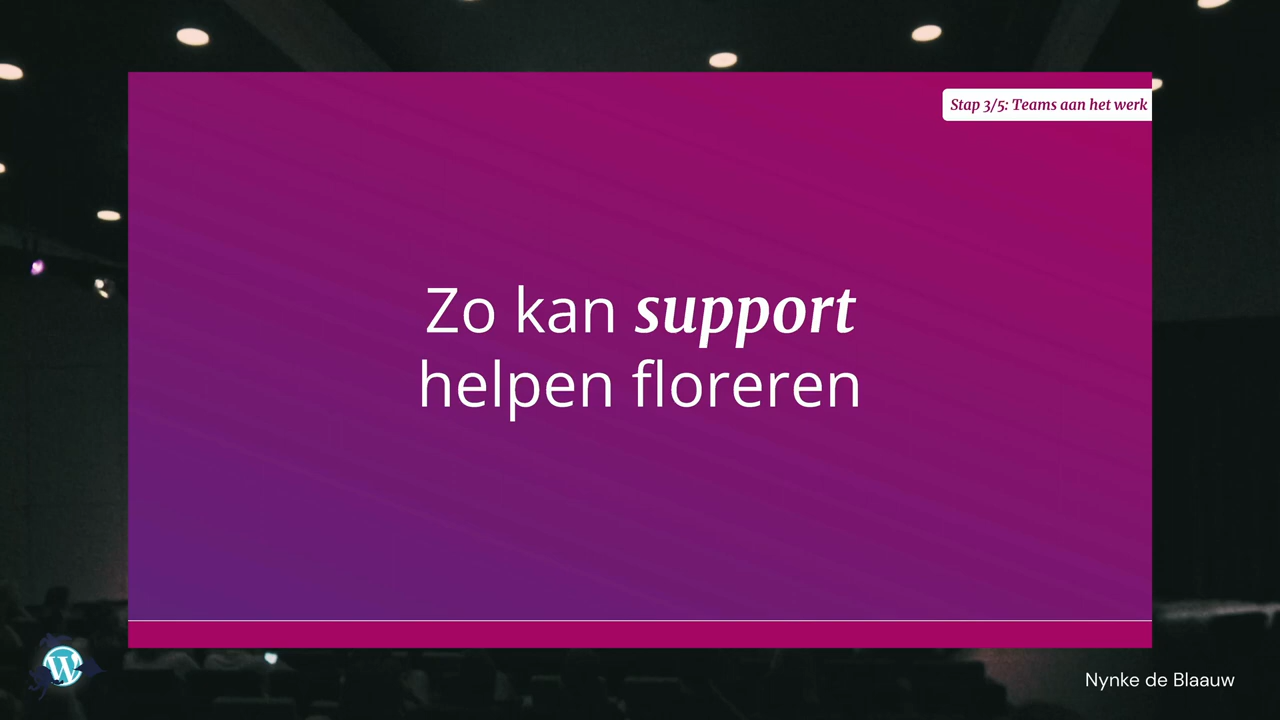 Stap 3/5: Teams aan het werk
Zo kan support
helpen floreren
Nynke de Blaauw